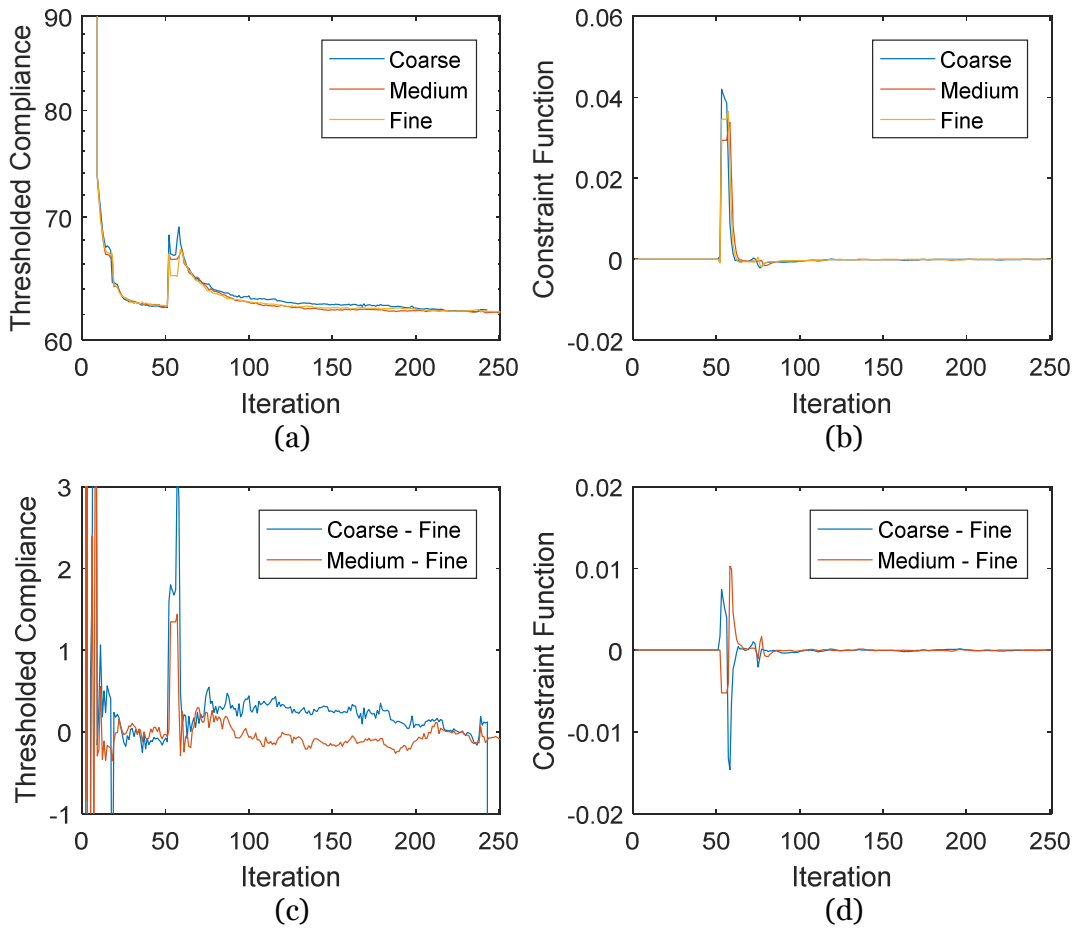 90
80
70
60
Thresholded Compliance
Coarse
Medium
Fine
0 50 100 150 200 250
Iteration
(a)
0.06
0.04
0.02
0
-0.02
Constraint Function
Coarse
Medium
Fine
0 50 100 150 200 250
Iteration
(b)
3
2
1
0
-1
Thresholded Compliance
Coarse - Fine
Medium - Fine
0 50 100 150 200 250
Iteration
(c)
0.02
0.01
0
-0.01
-0.02
Constraint Function
Coarse - Fine
Medium - Fine
0 50 100 150 200 250
Iteration
(d)